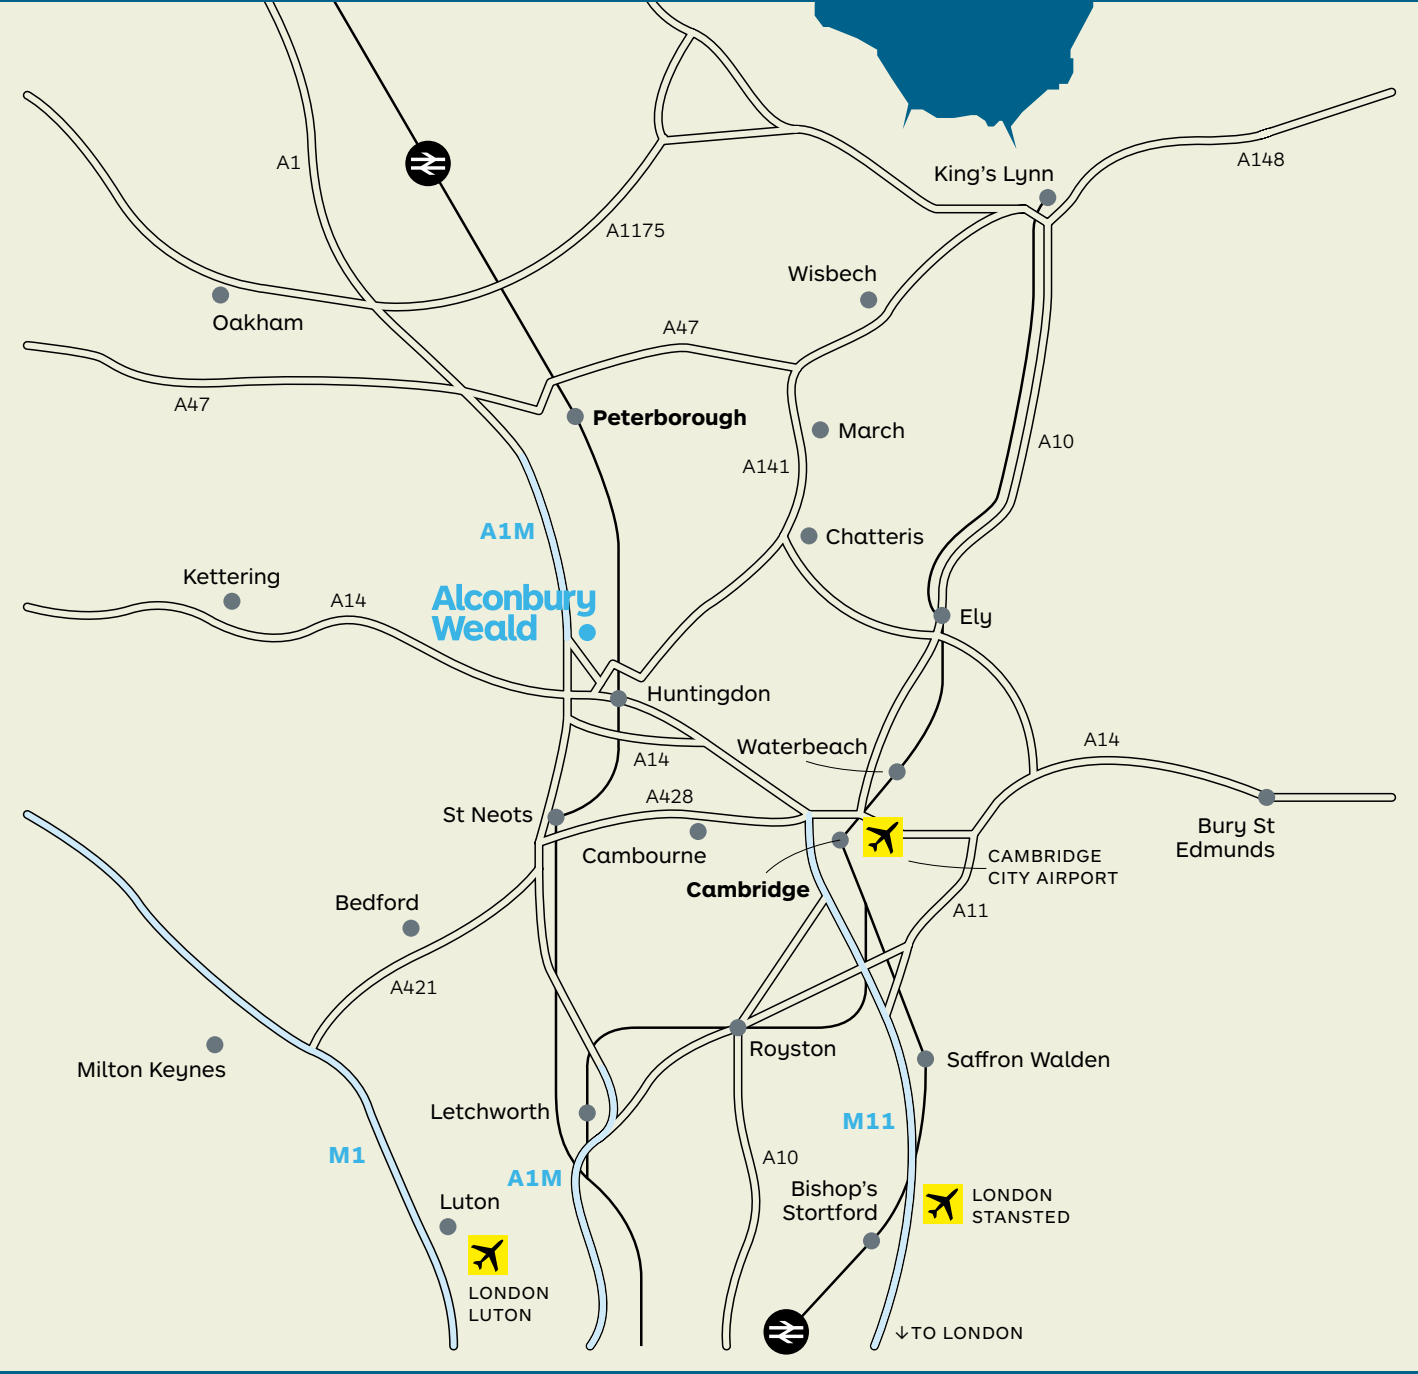 A148
A1
King's Lynn
A1175
Wisbech
Oakham
A47
A47
Peterborough
March
A10
A141
A1M
Chatteris
Kettering
Alconbury
Weald
A14
Ely
Huntingdon
Waterbeach
A14
A14
A428
St Neots
Bury St
Edmunds
Cambourne
CAMBRIDGE
CITY AIRPORT
Cambridge
Bedford
A11
A421
Royston
Saffron Walden
Milton Keynes
Letchworth
M11
M1
A10
A1M
Bishop's
Stortford
LONDON
STANSTED
Luton
LONDON
LUTON
↓TO LONDON